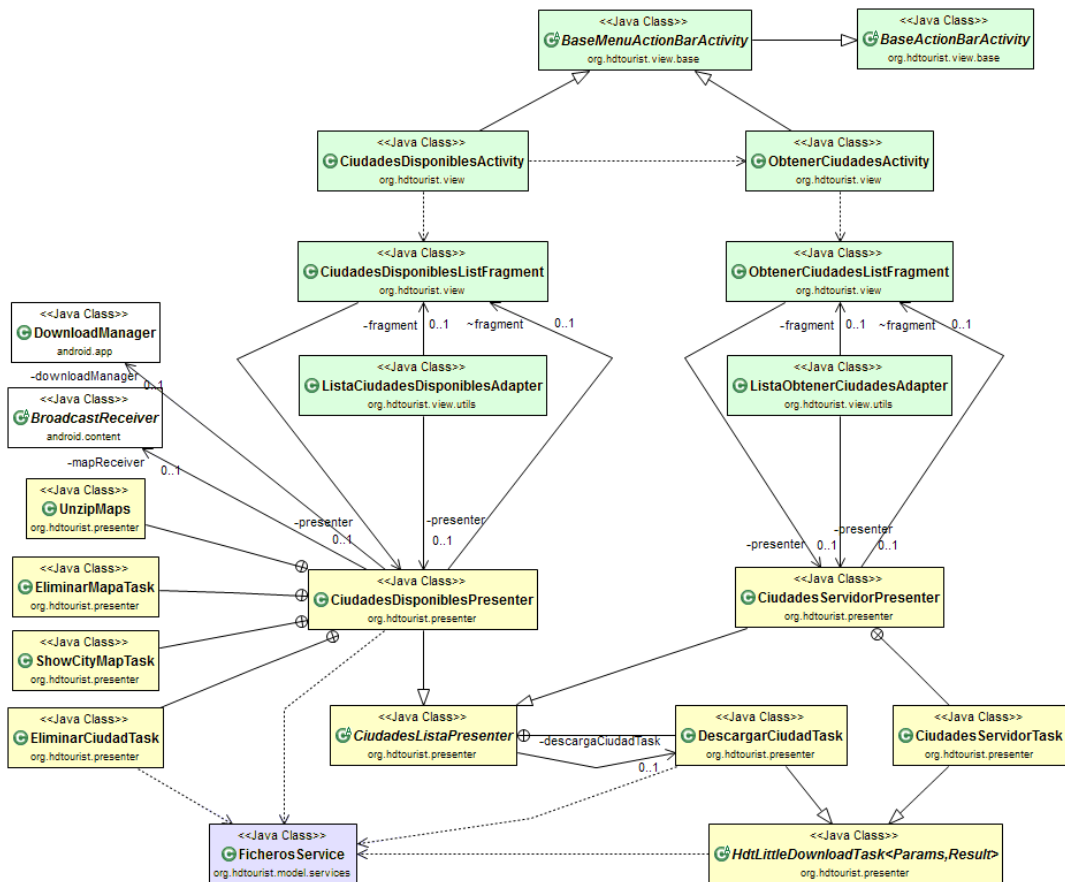 <<Java Class>>
BaseMenuActionBarActivity
org.hdtourist.view.base
<<Java Class>>
BaseActionBarActivity
org.hdtourist.view.base
<<Java Class>>
CiudadesDisponiblesActivity
org.hdtourist.view
<<Java Class>>
ObtenerCiudadesActivity
org.hdtourist.view
<<Java Class>>
CiudadesDisponiblesListFragment
org.hdtourist.view
<<Java Class>>
ObtenerCiudadesListFragment
org.hdtourist.view
<<Java Class>>
DownloadManager
android.app
-fragment
0..1
~fragment
0..1
-fragment
0..1
~fragment
0..1
<<Java Class>>
ListaCiudadesDisponiblesAdapter
org.hdtourist.view.utils
<<Java Class>>
ListaObtenerCiudadesAdapter
org.hdtourist.view.utils
-downloadManager
0..1
<<Java Class>>
BroadcastReceiver
android.content
-mapReceiver
0..1
<<Java Class>>
UnzipMaps
org.hdtourist.presenter
-presenter
0..1
-presenter
0..1
-presenter
0..1
-presenter
0..1
<<Java Class>>
EliminarMapaTask
org.hdtourist.presenter
<<Java Class>>
CiudadesDisponiblesPresenter
org.hdtourist.presenter
<<Java Class>>
CiudadesServidorPresenter
org.hdtourist.presenter
<<Java Class>>
ShowCityMapTask
org.hdtourist.presenter
<<Java Class>>
EliminarCiudadTask
org.hdtourist.presenter
<<Java Class>>
CiudadesListaPresenter
org.hdtourist.presenter
-descargaCiudadTask
0..1
<<Java Class>>
DescargarCiudadTask
org.hdtourist.presenter
<<Java Class>>
CiudadesServidorTask
org.hdtourist.presenter
<<Java Class>>
FicherosService
org.hdtourist.model.services
<<Java Class>>
HdtLittleDownloadTask<Params,Result>
org.hdtourist.presenter